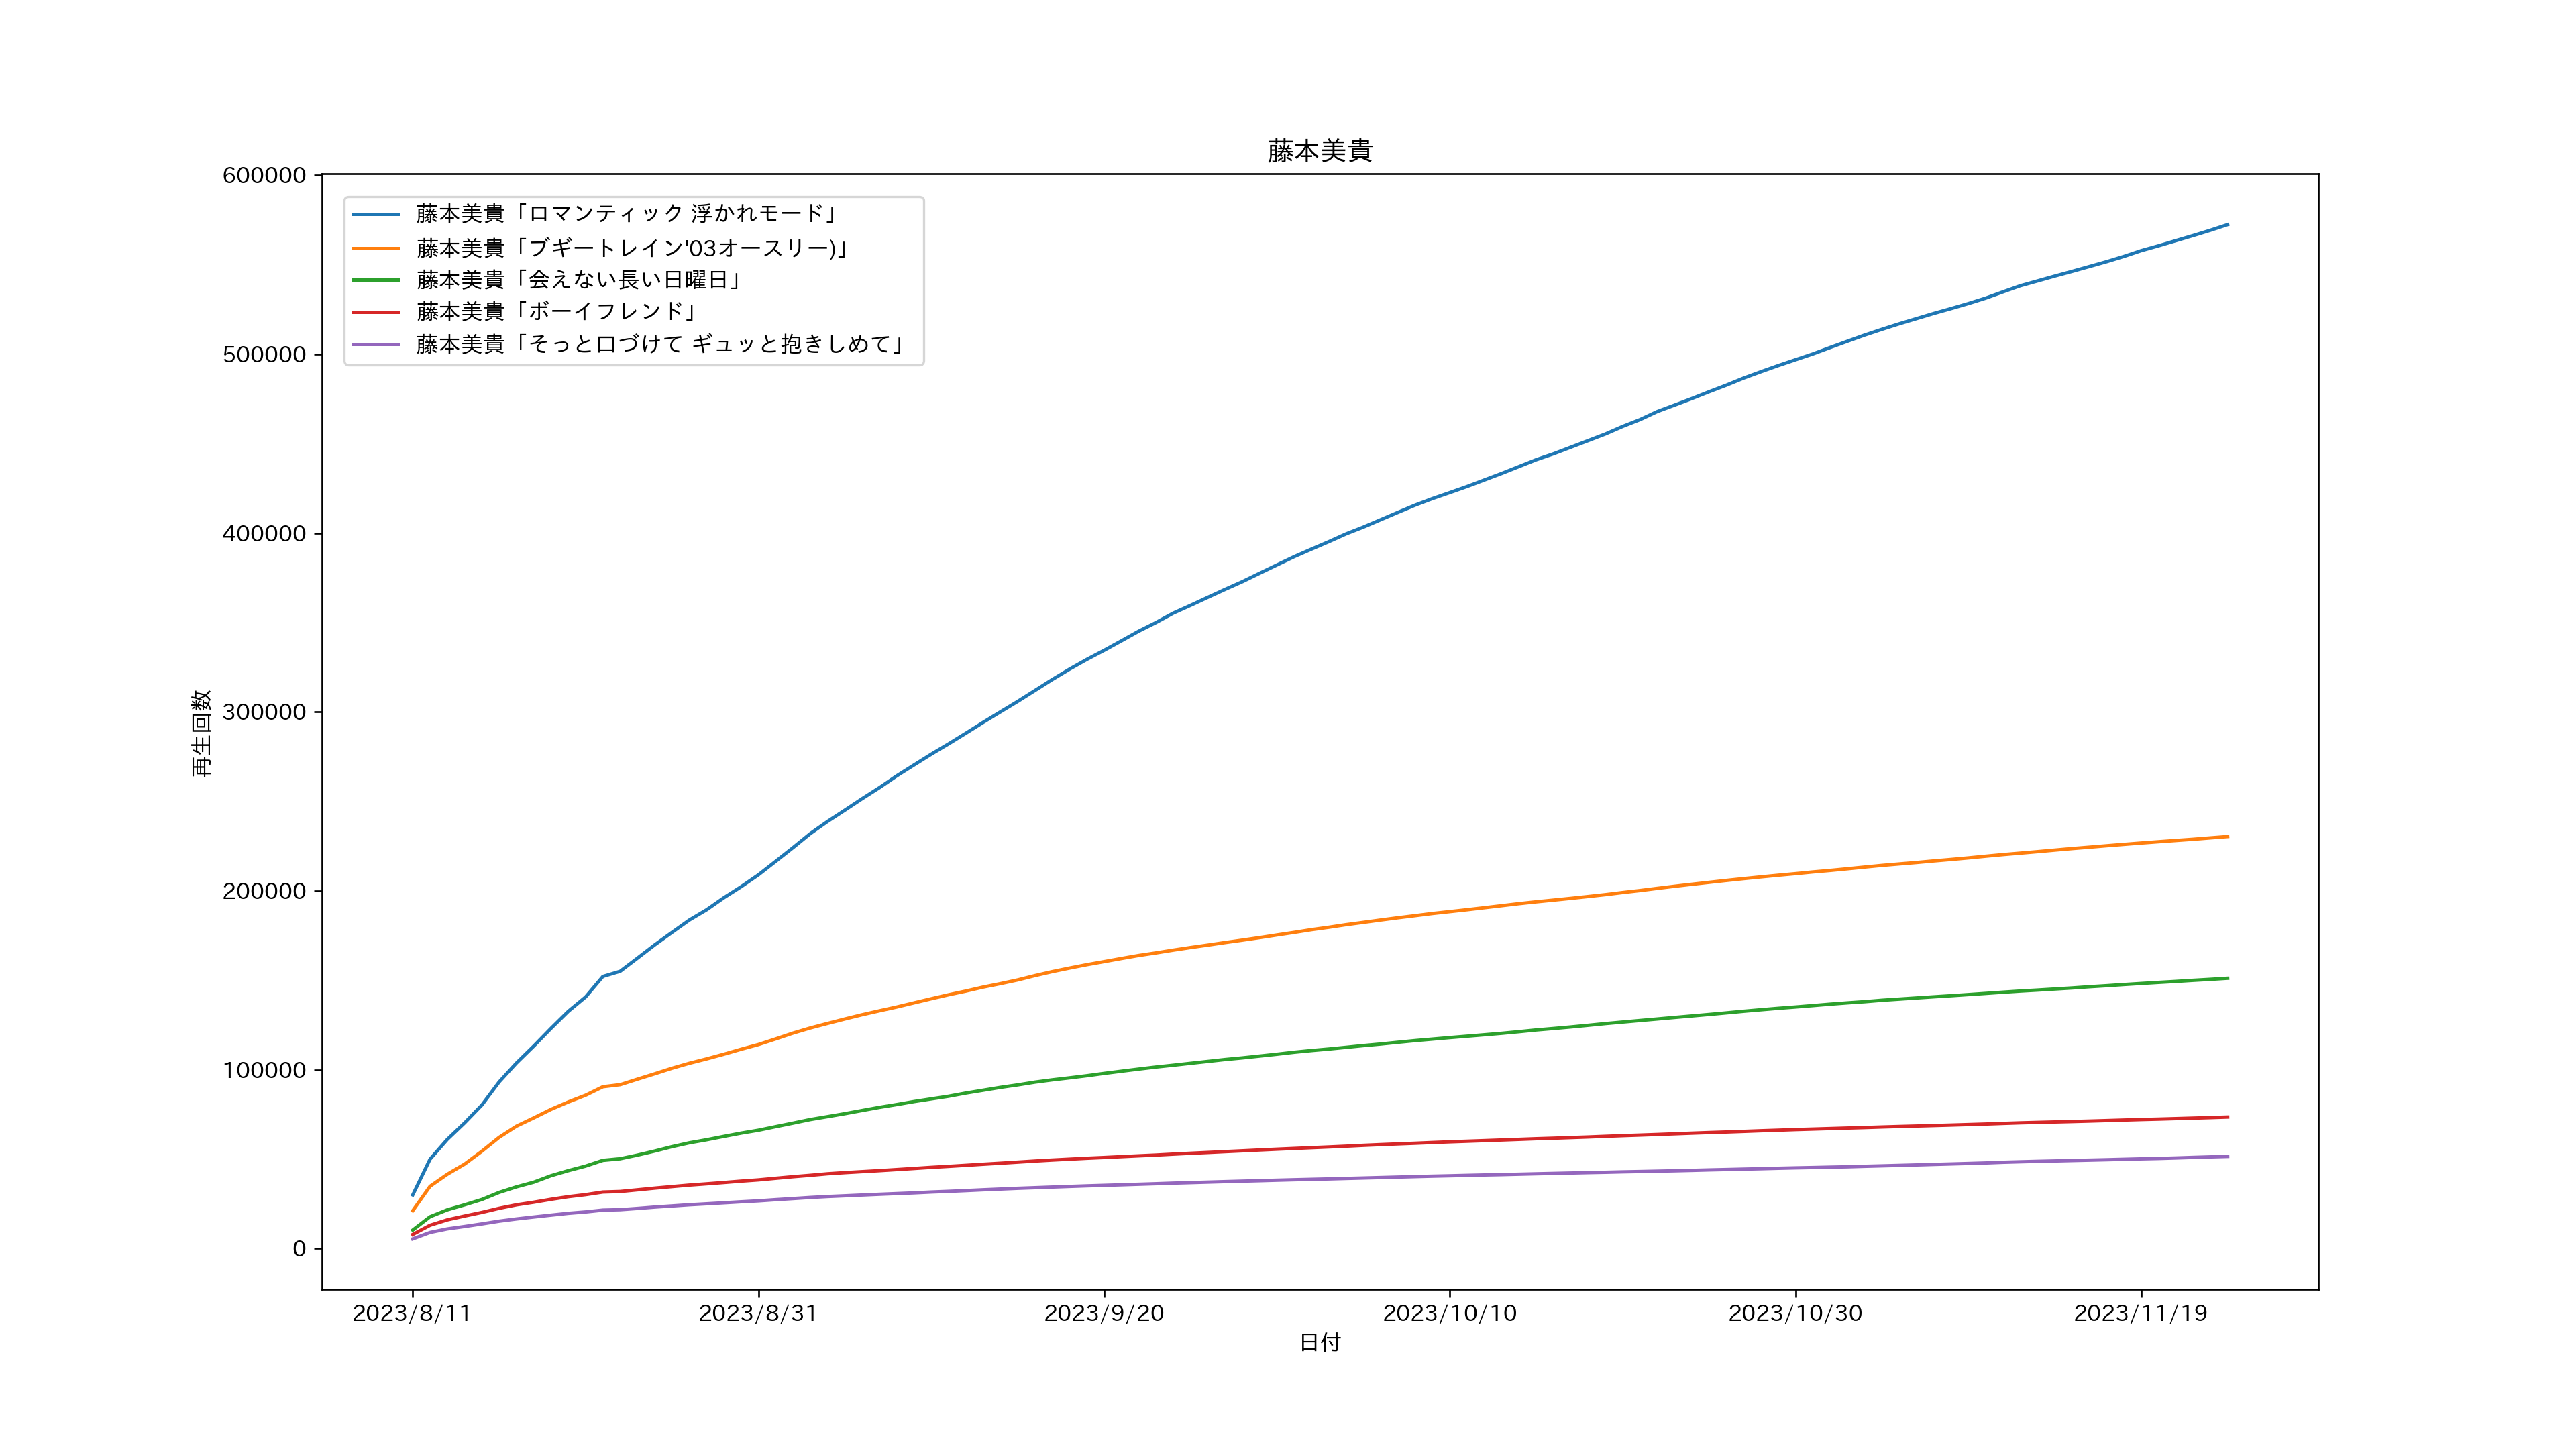 藤本美貴
600000
500000
400000
300000
200000
100000
0
再生回数
藤本美貴「ロマンティック 浮かれモード」
藤本美貴「ブギートレイン'03オースリー)」
藤本美貴「会えない長い日曜日」
藤本美貴「ボーイフレンド」
藤本美貴「そっと口づけて ギュッと抱きしめて」
2023/8/11 2023/8/31 2023/9/20 2023/10/10 2023/10/30 2023/11/19
日付